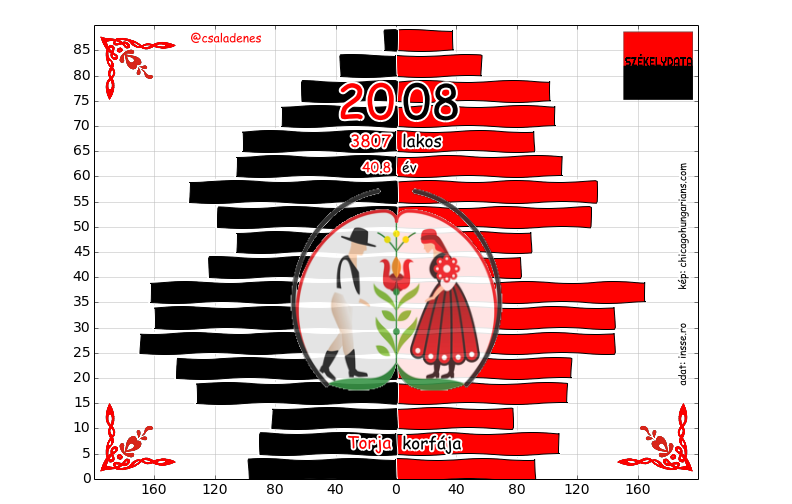 @csaladenes
SZÉKELYDATA
2008
3807 lakos
40.8 év
kép: chicagohungarians.com
adat: insse.ro
Torja korfája
85
80
75
70
65
60
55
50
45
40
35
30
25
20
15
10
5
0
160 120 80 40 0 40 80 120 160